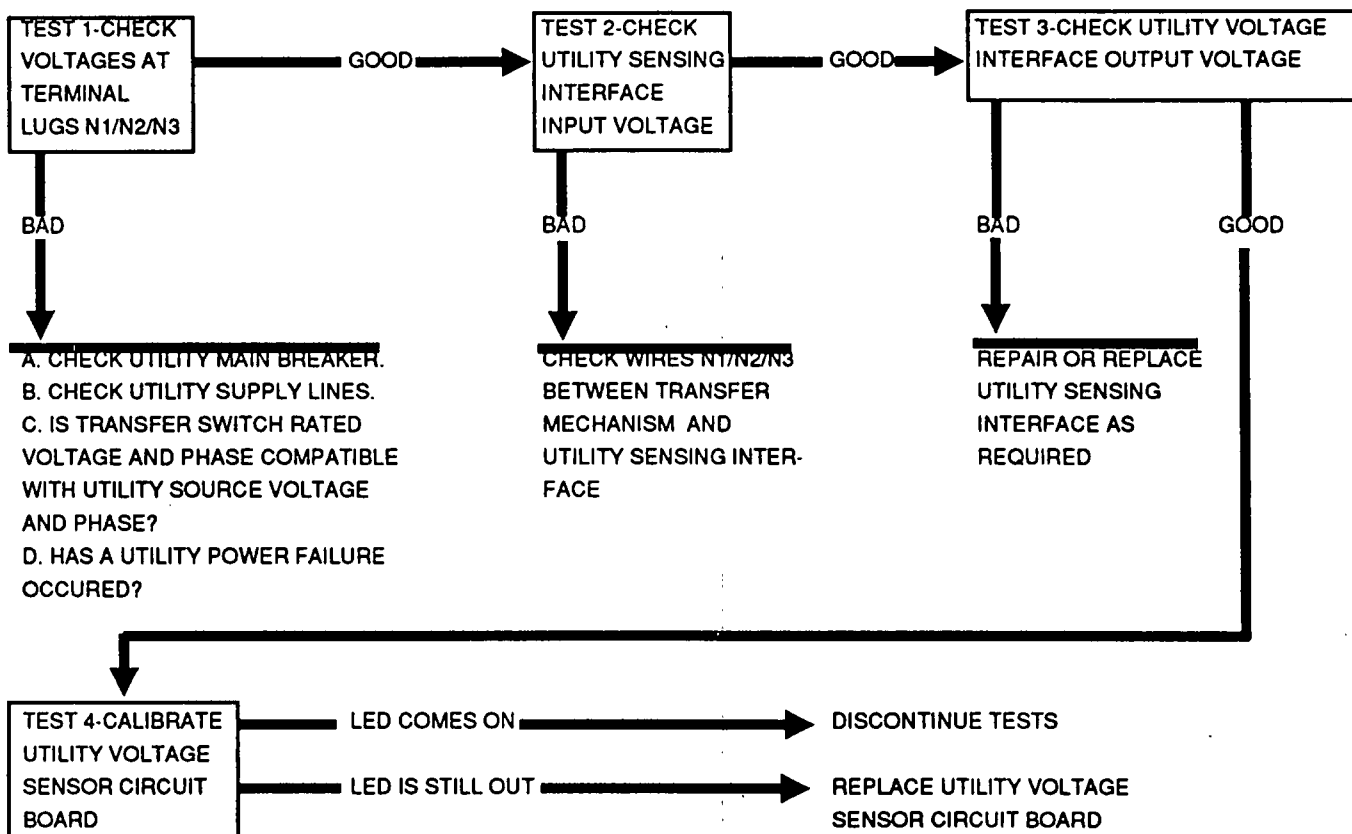 TEST 1-CHECK
VOLTAGES AT
TERMINAL
LUGS N1/N2/N3
GOOD
TEST 2-CHECK
UTILITY SENSING
INTERFACE
INPUT VOLTAGE
GOOD
TEST 3-CHECK UTILITY VOLTAGE
INTERFACE OUTPUT VOLTAGE
BAD
BAD
BAD
GOOD
A. CHECK UTILITY MAIN BREAKER.
B. CHECK UTILITY SUPPLY LINES.
C. IS TRANSFER SWITCH RATED
VOLTAGE AND PHASE COMPATIBLE
WITH UTILITY SOURCE VOLTAGE
AND PHASE?
D. HAS A UTILITY POWER FAILURE
OCCURED?
CHECK WIRES N1/N2/N3
BETWEEN TRANSFER
MECHANISM AND
UTILITY SENSING INTER-
FACE
REPAIR OR REPLACE
UTILITY SENSING
INTERFACE AS
REQUIRED
TEST 4-CALIBRATE
UTILITY VOLTAGE
SENSOR CIRCUIT
BOARD
LED COMES ON
DISCONTINUE TESTS
LED IS STILL OUT
REPLACE UTILITY VOLTAGE
SENSOR CIRCUIT BOARD